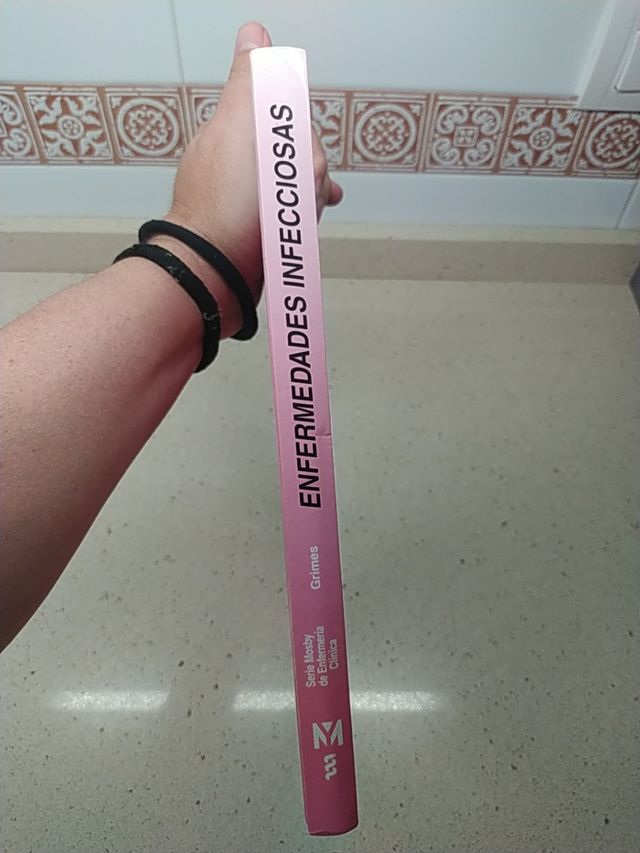 ENFERMEDADES INFECCIOSAS
Grimes
Serie Mosby
de Enfermería
Clínica
M